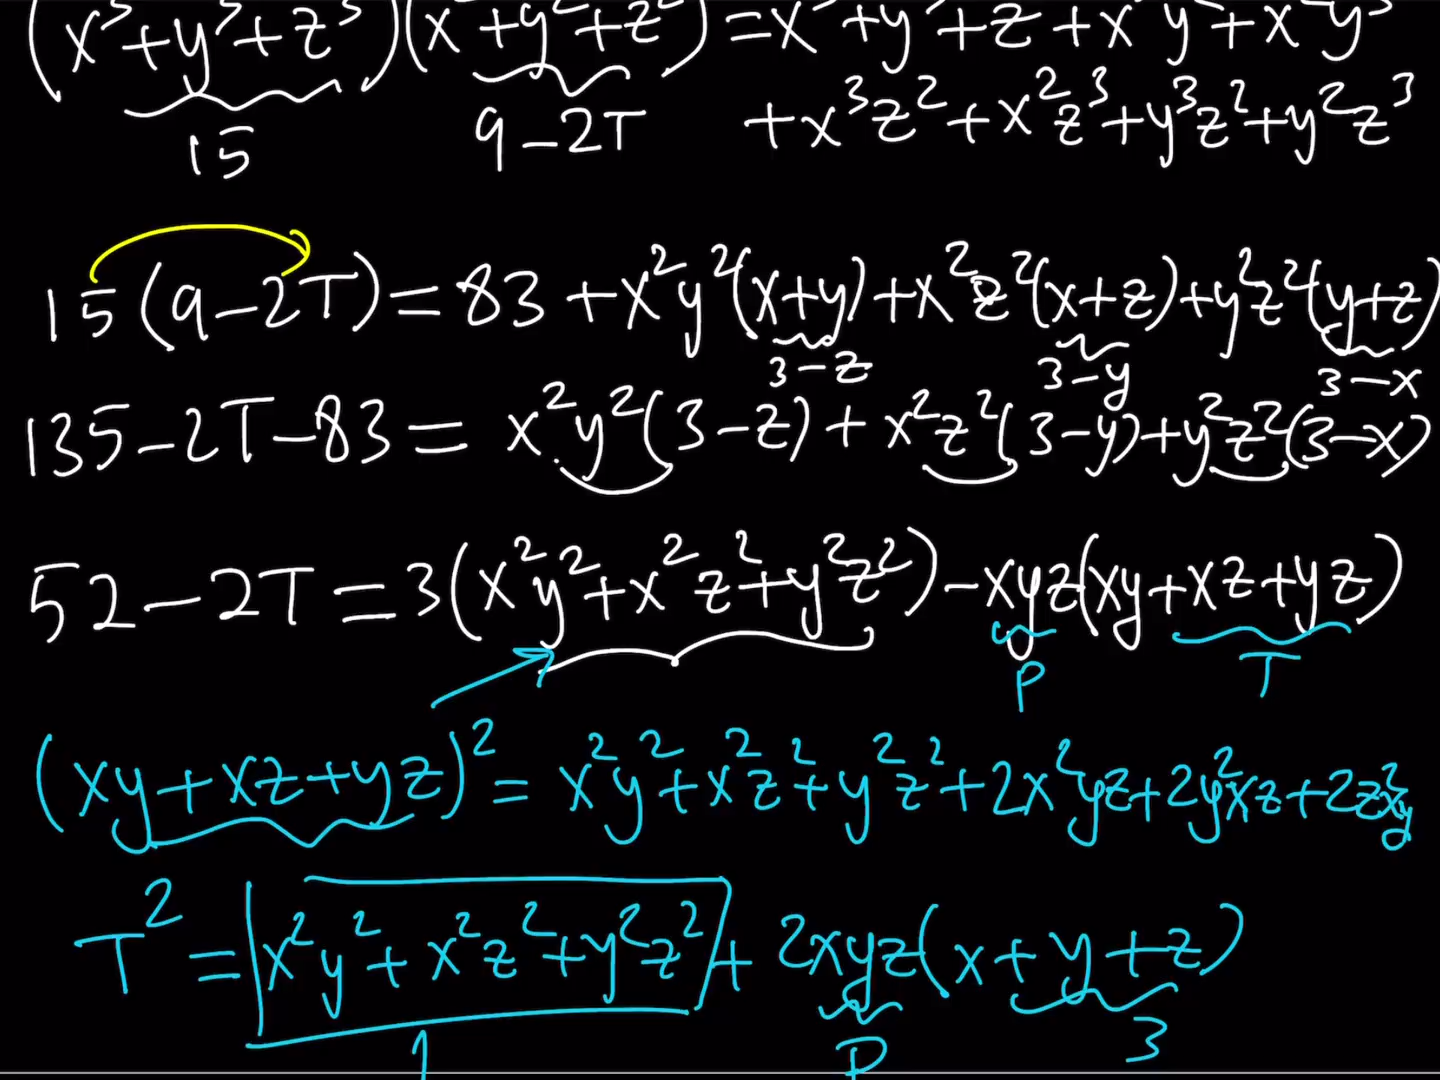 (x³+y³+z³)(x²+y²+z²)=x⁵+y⁵+z⁵+x³y²+x²y³
15 9-2T +x³z²+x²z³+y³z²+y²z³
15(9-2T)=83+x²y²(x+y)+x²z²(x+z)+y²z²(y+z)
3-z 3-y 3-x
135-2T-83= x²y²(3-z)+x²z²(3-y)+y²z²(3-x)
52-2T=3(x²y²+x²z²+y²z²)-xyz(xy+xz+yz)
P T
(xy+xz+yz)²=x²y²+x²z²+y²z²+2x²yz+2y²xz+2z²xy
T²=x²y²+x²z²+y²z²+2xyz(x+y+z)
P 3